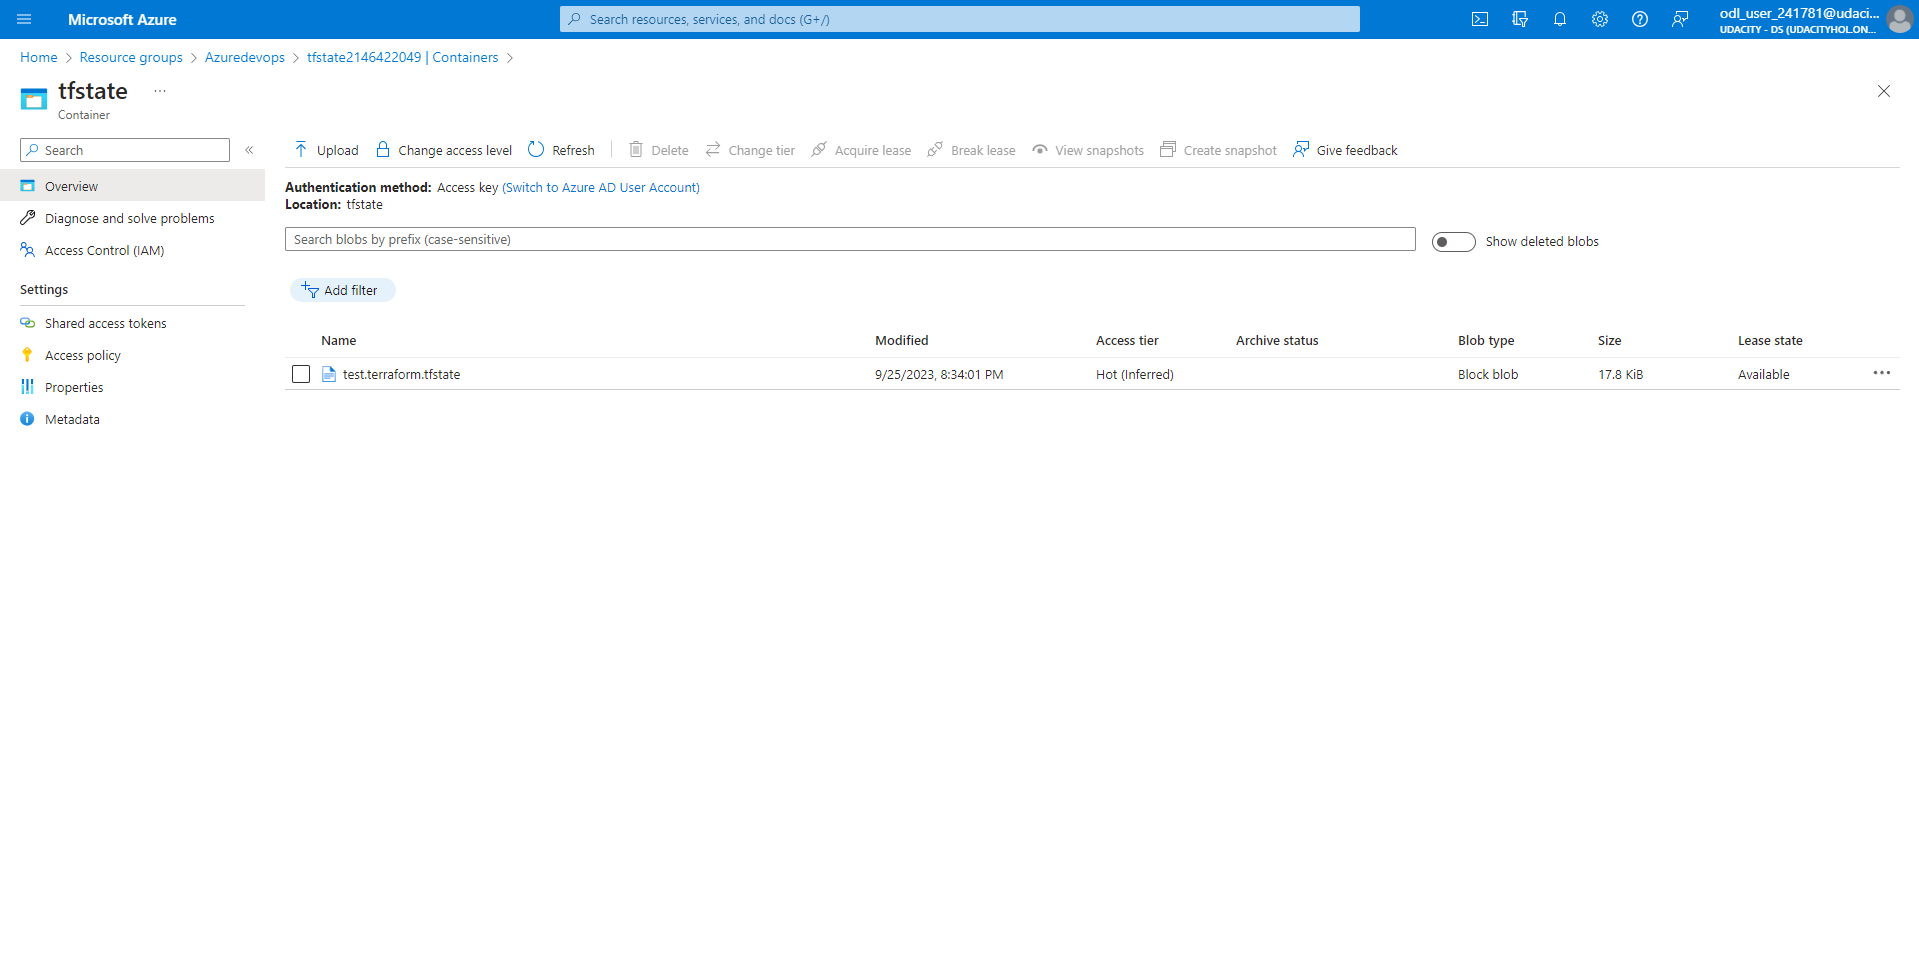 Microsoft Azure
Search resources, services, and docs (G+/)
odl_user_241781@udaci...
UDACITY - DS (UDACITYHOL.ON...
Home > Resource groups > Azuredevops > tfstate2146422049 | Containers >
tfstate ...
Container
Search «
Upload Change access level Refresh Delete Change tier Acquire lease Break lease View snapshots Create snapshot Give feedback
Overview
Diagnose and solve problems
Access Control (IAM)
Settings
Shared access tokens
Access policy
Properties
Metadata
Authentication method: Access key (Switch to Azure AD User Account)
Location: tfstate
Search blobs by prefix (case-sensitive)
Show deleted blobs
Add filter
Name Modified Access tier Archive status Blob type Size Lease state
test.terraform.tfstate 9/25/2023, 8:34:01 PM Hot (Inferred) Block blob 17.8 KiB Available ...